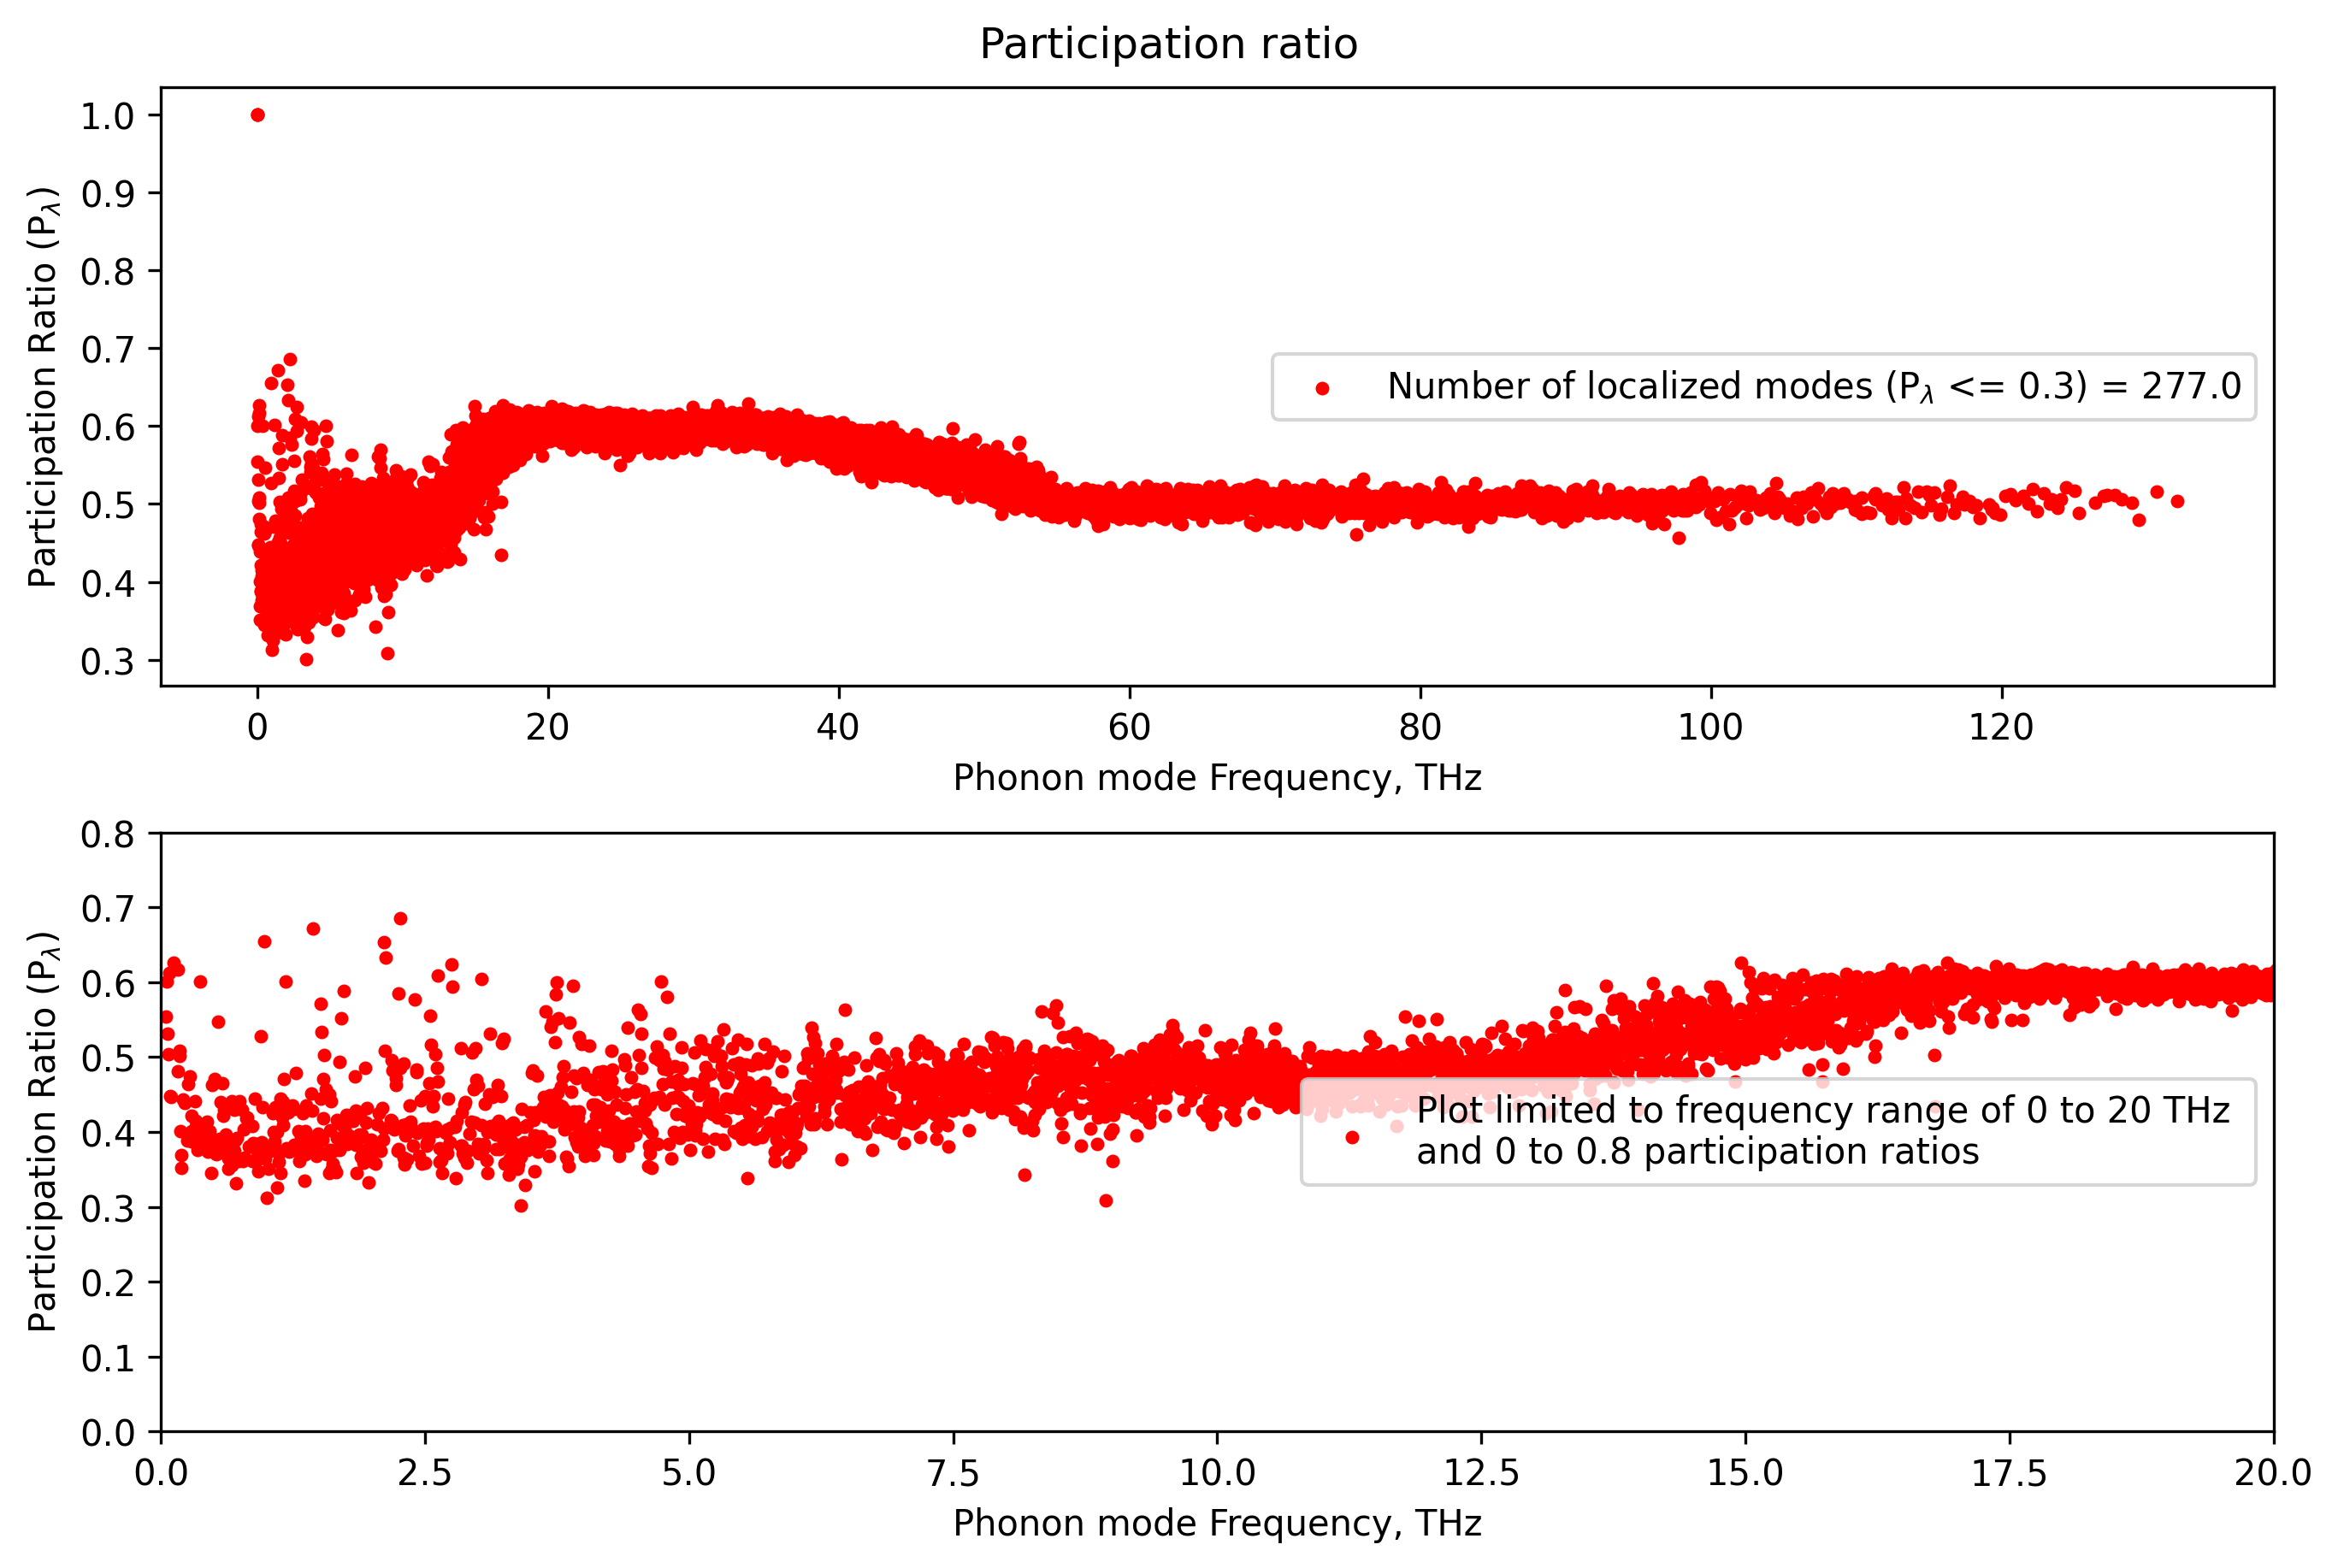 Participation ratio
1.0
0.9
0.8
0.7
0.6
0.5
0.4
0.3
Participation Ratio (Pλ)
Number of localized modes (Pλ <= 0.3) = 277.0
0 20 40 60 80 100 120
Phonon mode Frequency, THz
0.8
0.7
0.6
0.5
0.4
0.3
0.2
0.1
0.0
Participation Ratio (Pλ)
Plot limited to frequency range of 0 to 20 THz
and 0 to 0.8 participation ratios
0.0 2.5 5.0 7.5 10.0 12.5 15.0 17.5 20.0
Phonon mode Frequency, THz